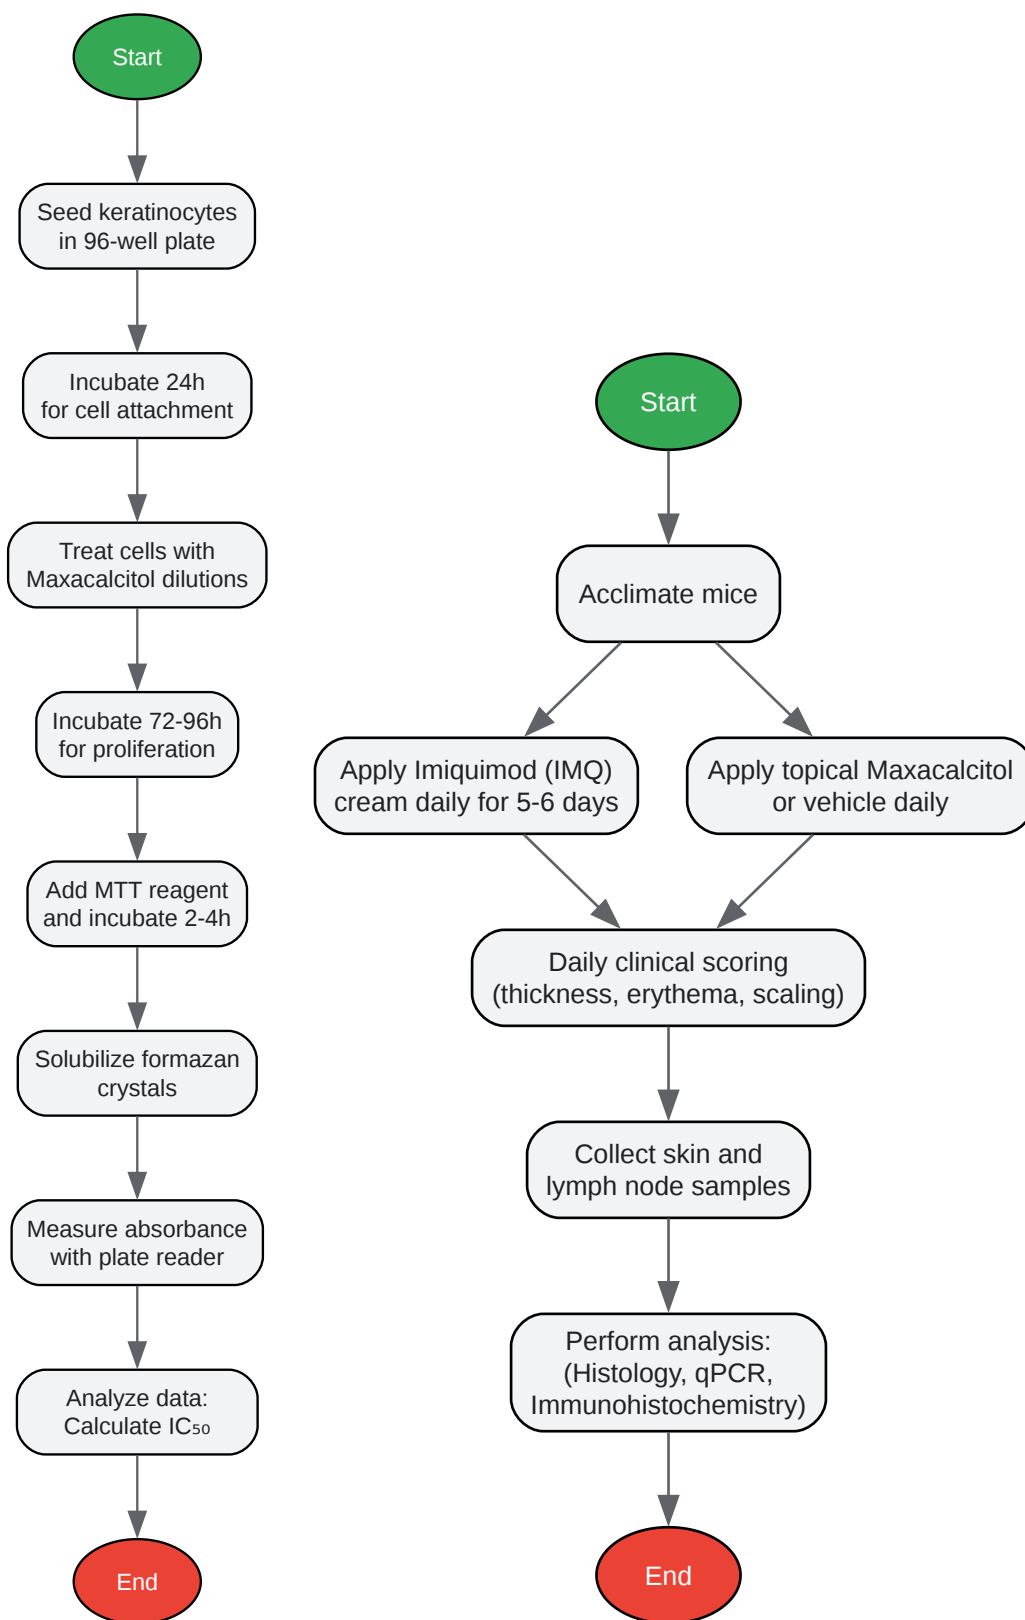 Start
Seed keratinocytes
in 96-well plate
Incubate 24h
for cell attachment
Treat cells with
Maxacalcitol dilutions
Incubate 72-96h
for proliferation
Add MTT reagent
and incubate 2-4h
Solubilize formazan
crystals
Measure absorbance
with plate reader
Analyze data:
Calculate IC₅₀
End
Start
Acclimate mice
Apply Imiquimod (IMQ)
cream daily for 5-6 days
Apply topical Maxacalcitol
or vehicle daily
Daily clinical scoring
(thickness, erythema, scaling)
Collect skin and
lymph node samples
Perform analysis:
(Histology, qPCR,
Immunohistochemistry)
End